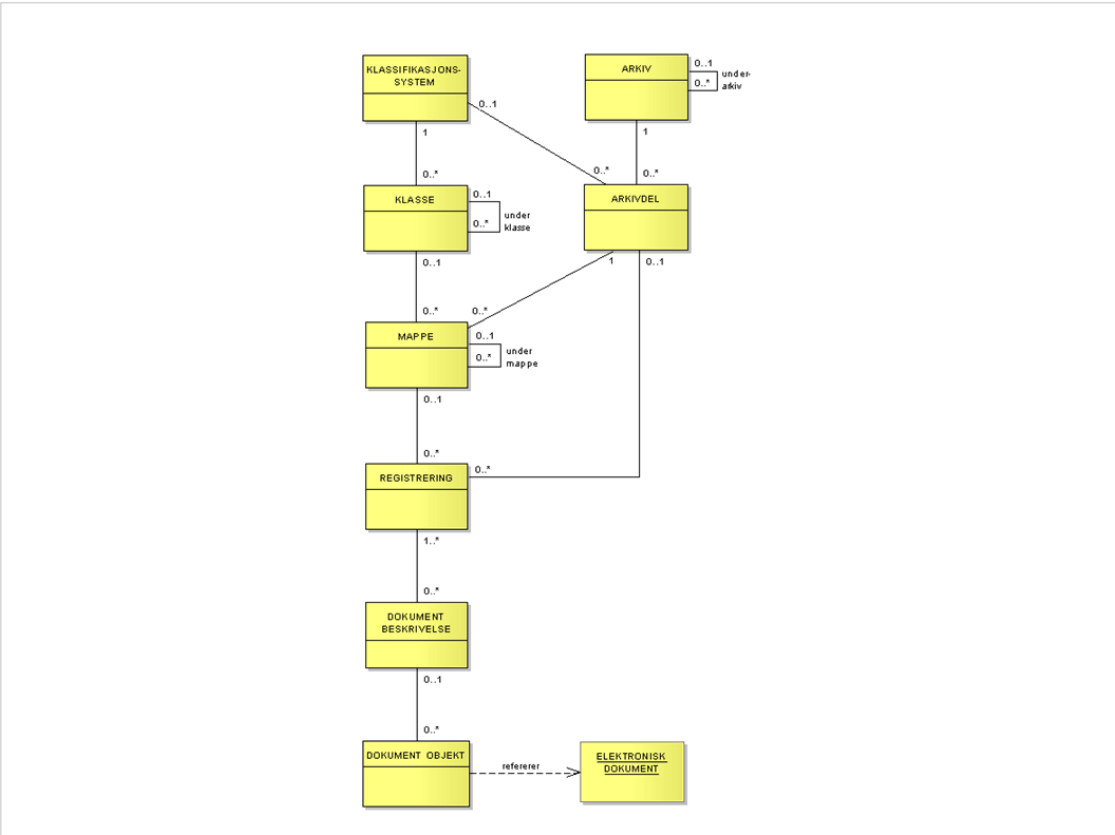 KLASSIFIKASJONS-
SYSTEM
ARKIV
0..1
0..*
under-
arkiv
0..1
1
1
0..*
0..*
0..*
KLASSE
0..1
0..*
under
klasse
ARKIVDEL
0..1
1
0..1
0..*
0..*
MAPPE
0..1
0..*
under
mappe
0..1
0..*
REGISTRERING
0..*
1..*
0..*
DOKUMENT
BESKRIVELSE
0..1
0..*
DOKUMENT OBJEKT
refererer
ELEKTRONISK
DOKUMENT